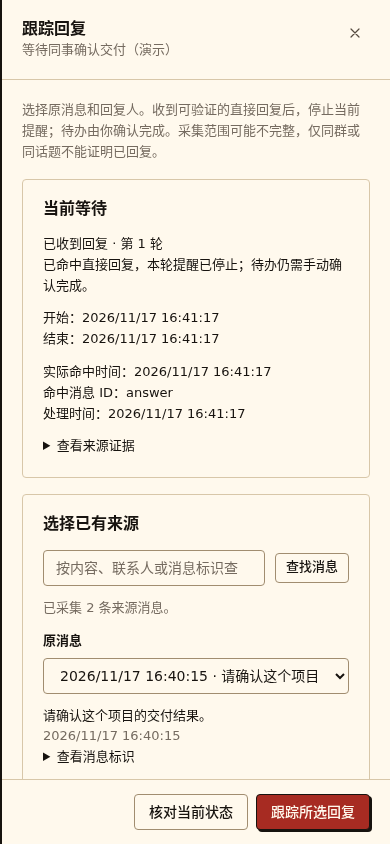 跟踪回复
等待同事确认交付（演示）
选择原消息和回复人。收到可验证的直接回复后，停止当前
提醒；待办由你确认完成。采集范围可能不完整，仅同群或
同话题不能证明已回复。
当前等待
已收到回复 · 第 1 轮
已命中直接回复，本轮提醒已停止；待办仍需手动确
认完成。
开始：2026/11/17 16:41:17
结束：2026/11/17 16:41:17
实际命中时间：2026/11/17 16:41:17
命中消息 ID：answer
处理时间：2026/11/17 16:41:17
查看来源证据
选择已有来源
按内容、联系人或消息标识查
查找消息
已采集 2 条来源消息。
原消息
2026/11/17 16:40:15 · 请确认这个项目
请确认这个项目的交付结果。
2026/11/17 16:40:15
查看消息标识
核对当前状态
跟踪所选回复